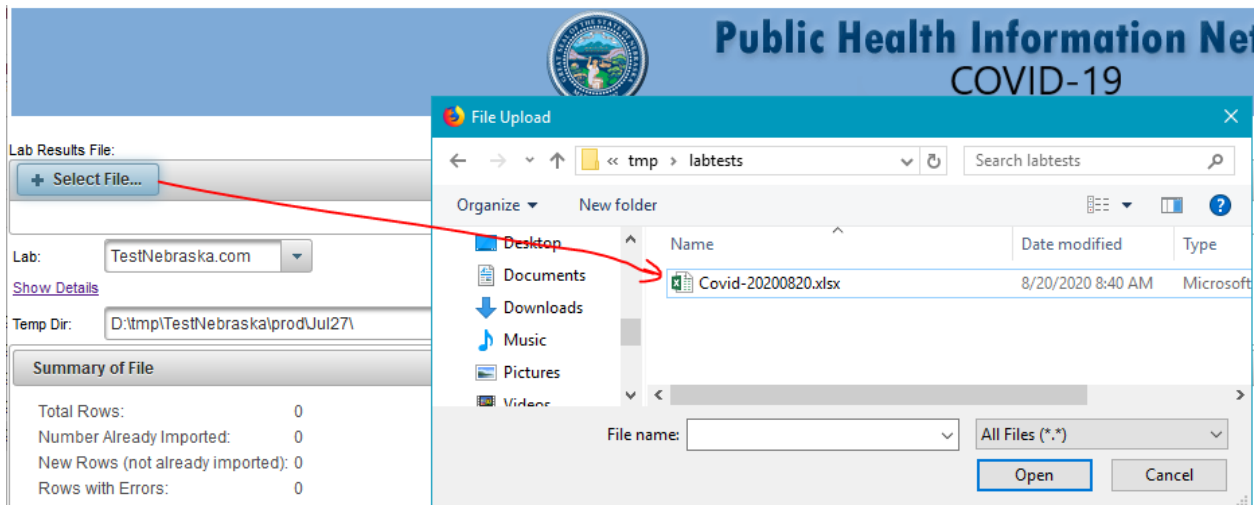 Public Health Information Ne
COVID-19
Lab Results File:
+ Select File...
Lab:
TestNebraska.com
Show Details
Temp Dir:
D:\tmp\TestNebraska\prod\Jul27\
Summary of File
Total Rows: 0
Number Already Imported: 0
New Rows (not already imported): 0
Rows with Errors: 0
File Upload
« tmp › labtests
Search labtests
Organize
New folder
Desktop
Documents
Downloads
Music
Pictures
Videos
Name
Date modified
Type
Covid-20200820.xlsx
8/20/2020 8:40 AM
Microsoft
File name:
All Files (*.*)
Open
Cancel